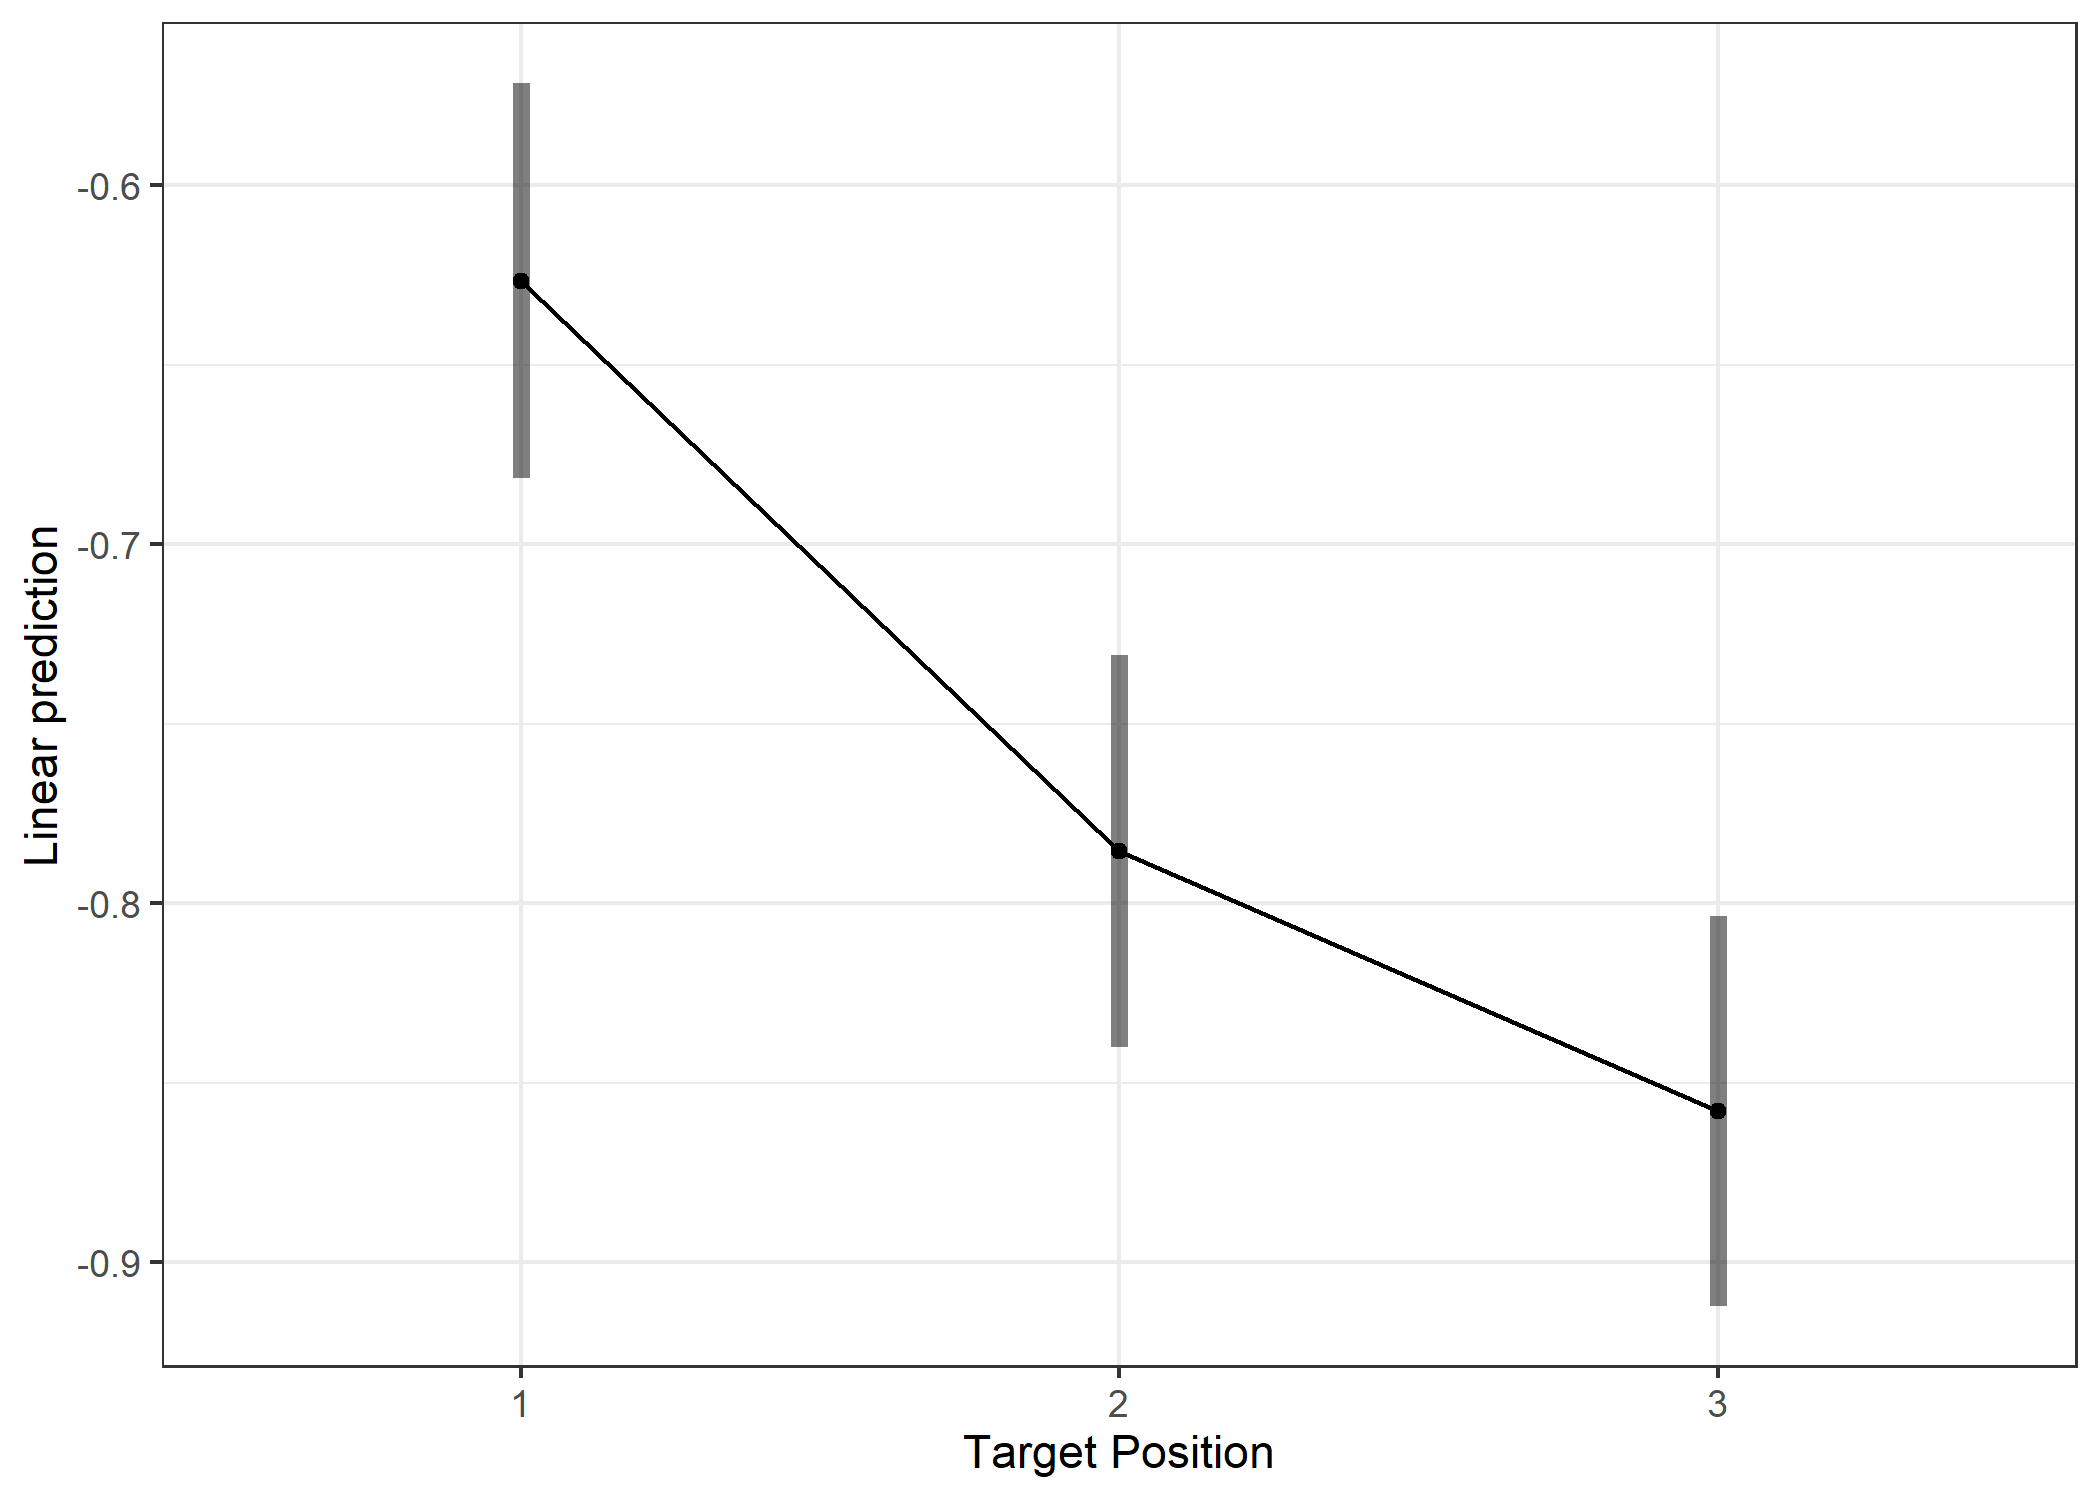 Linear prediction
-0.6
-0.7
-0.8
-0.9
1 2 3
Target Position